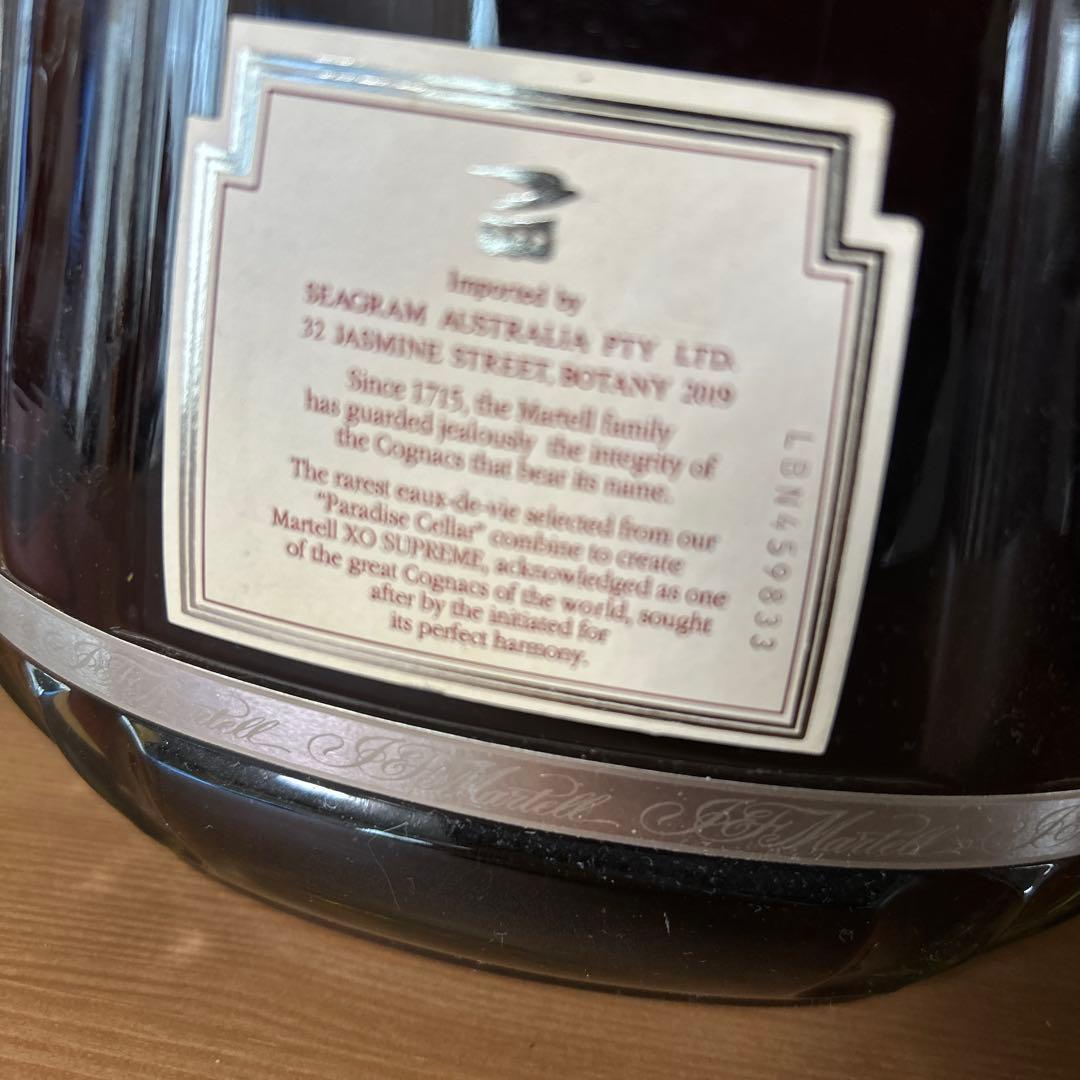 Imported by
SEAGRAM AUSTRALIA PTY LTD.
32 JASMINE STREET, BOTANY 2019
Since 1715, the Martell family
has guarded jealously the integrity of
the Cognacs that bear its name.
The rarest eaux-de-vie selected from our
"Paradise Cellar" combine to create
Martell XO SUPREME, acknowledged as one
of the great Cognacs of the world, sought
after by the initiated for
its perfect harmony.
LBN459833
J&F Martell
J&F Martell
J&F Martell